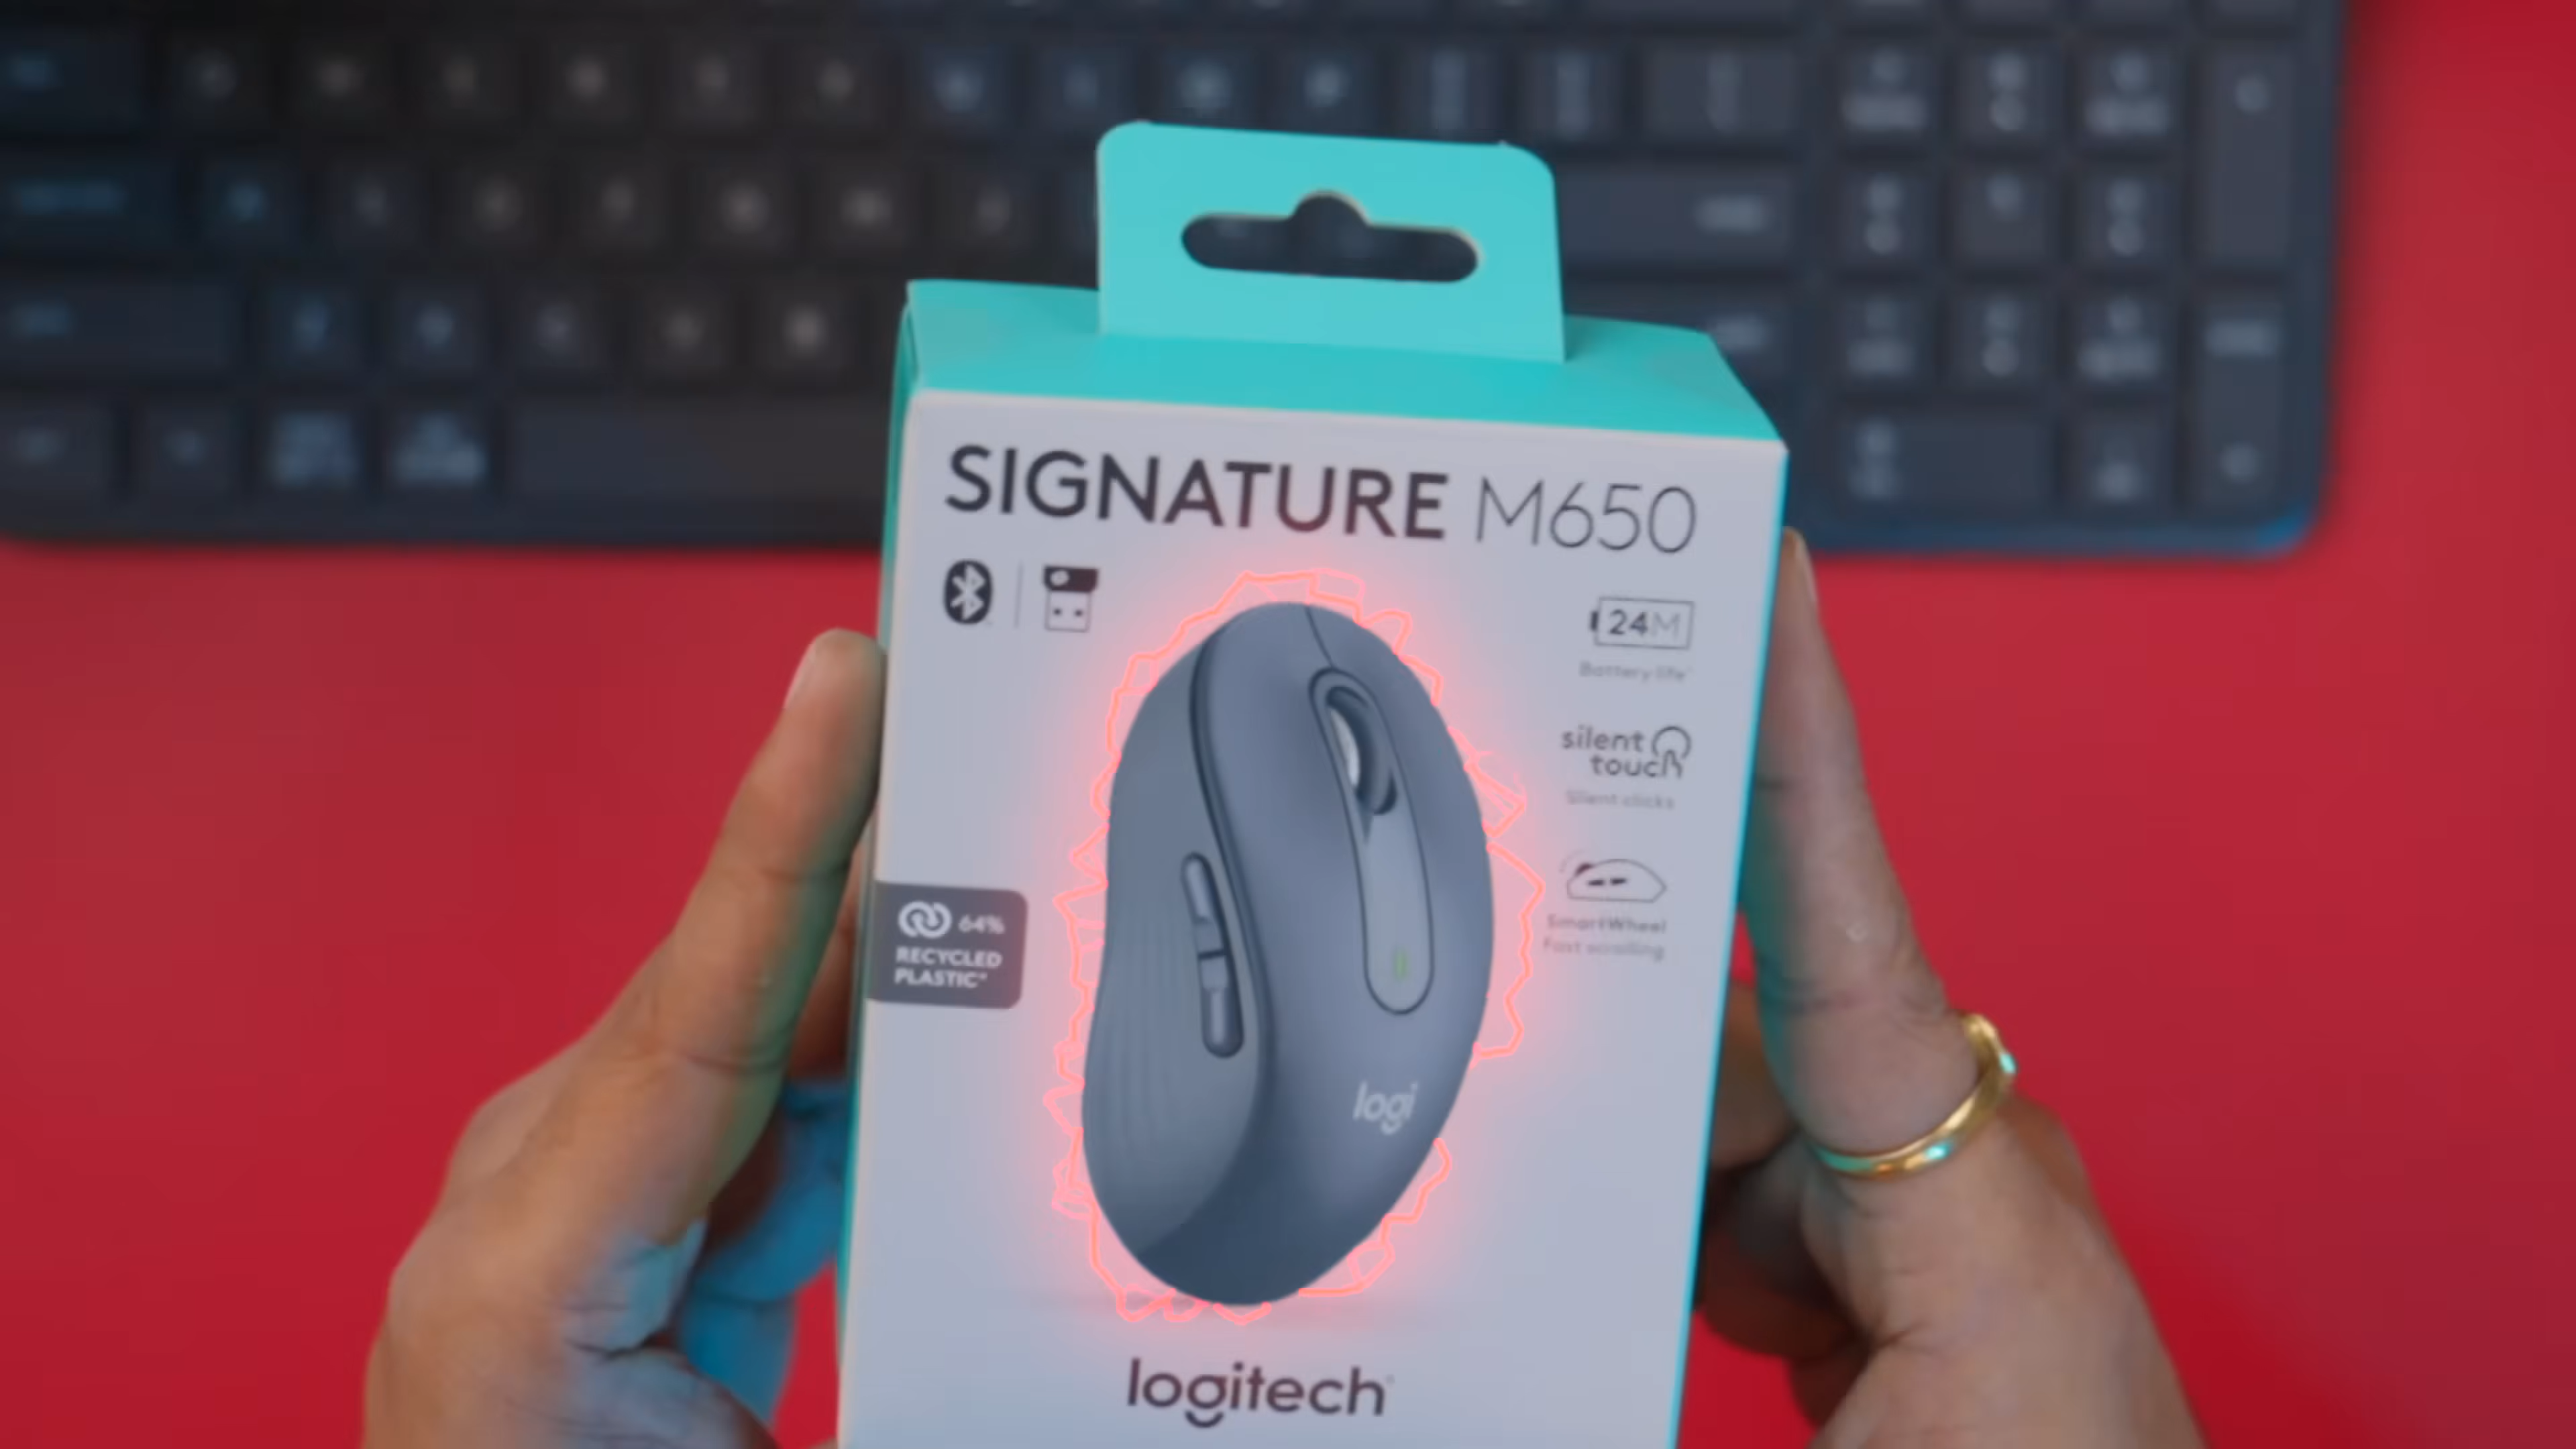 SIGNATURE M650
24M
Battery life*
silent
touch
Silent clicks
64%
RECYCLED
PLASTIC*
SmartWheel
Fast scrolling
logi
logitech